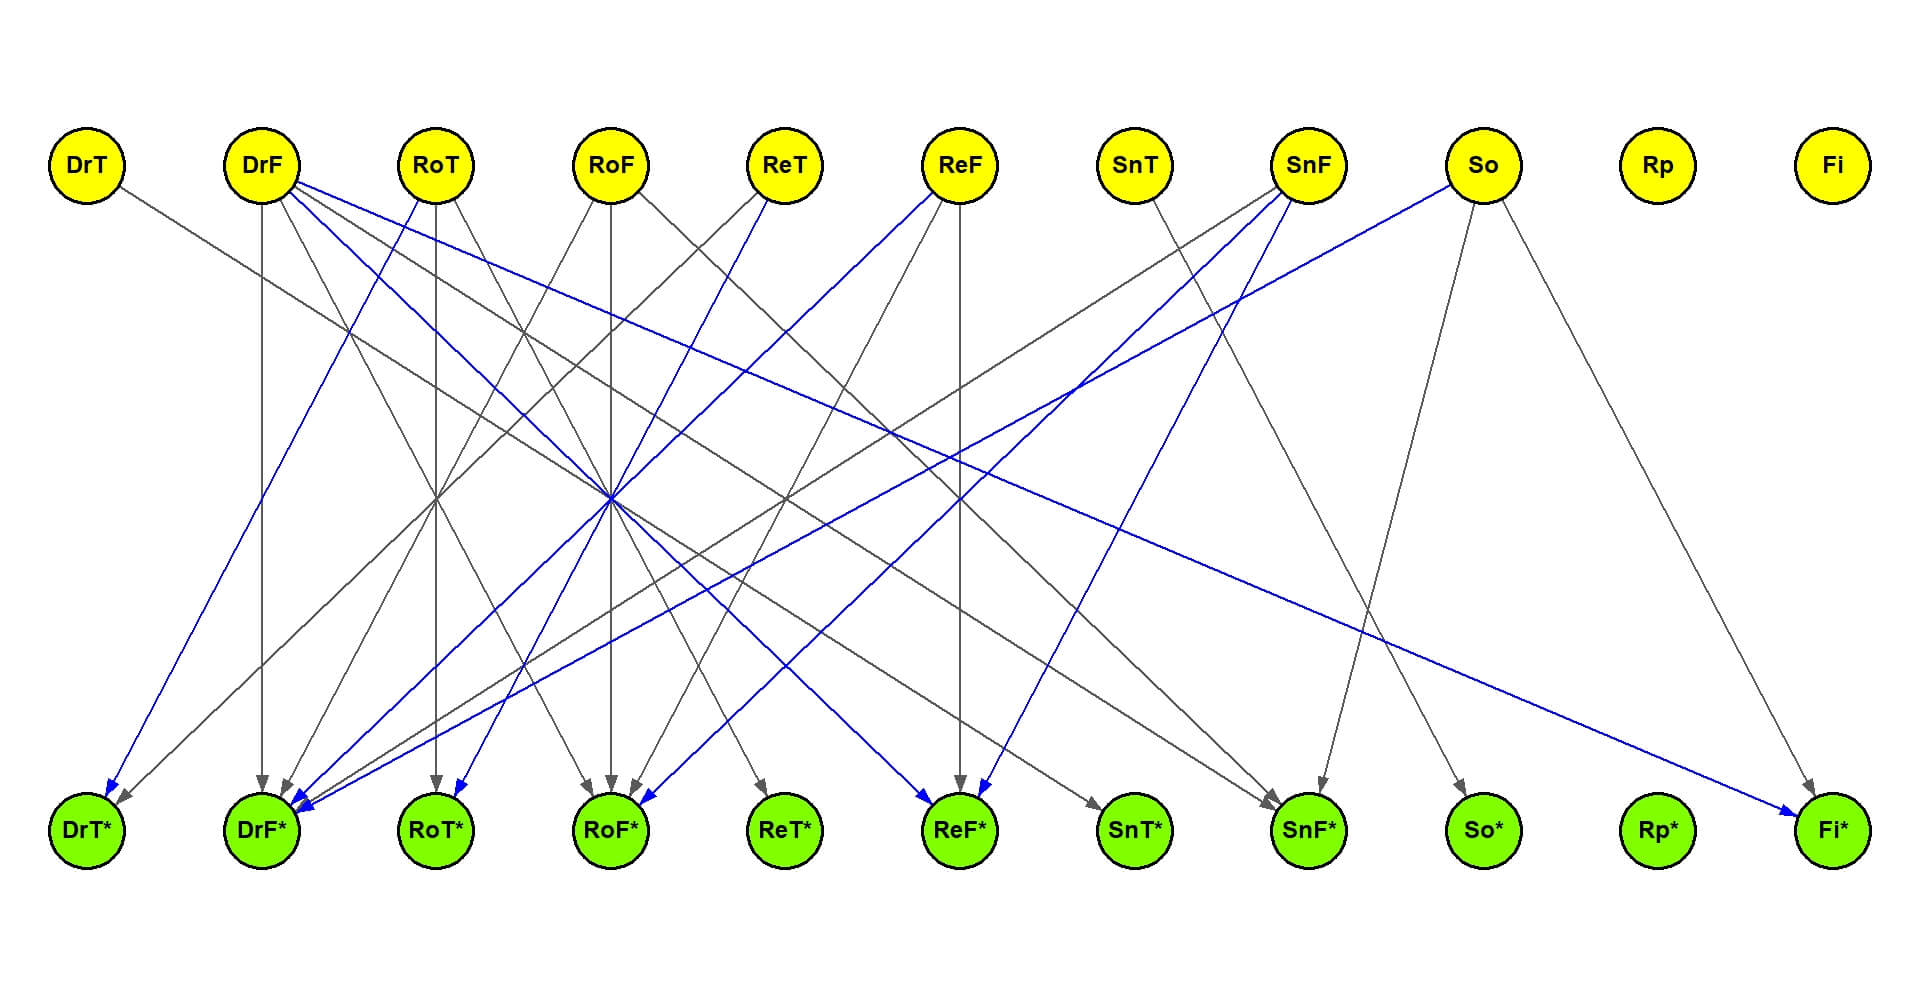 DrT DrF RoT RoF ReT ReF SnT SnF So Rp Fi
DrT* DrF* RoT* RoF* ReT* ReF* SnT* SnF* So* Rp* Fi*